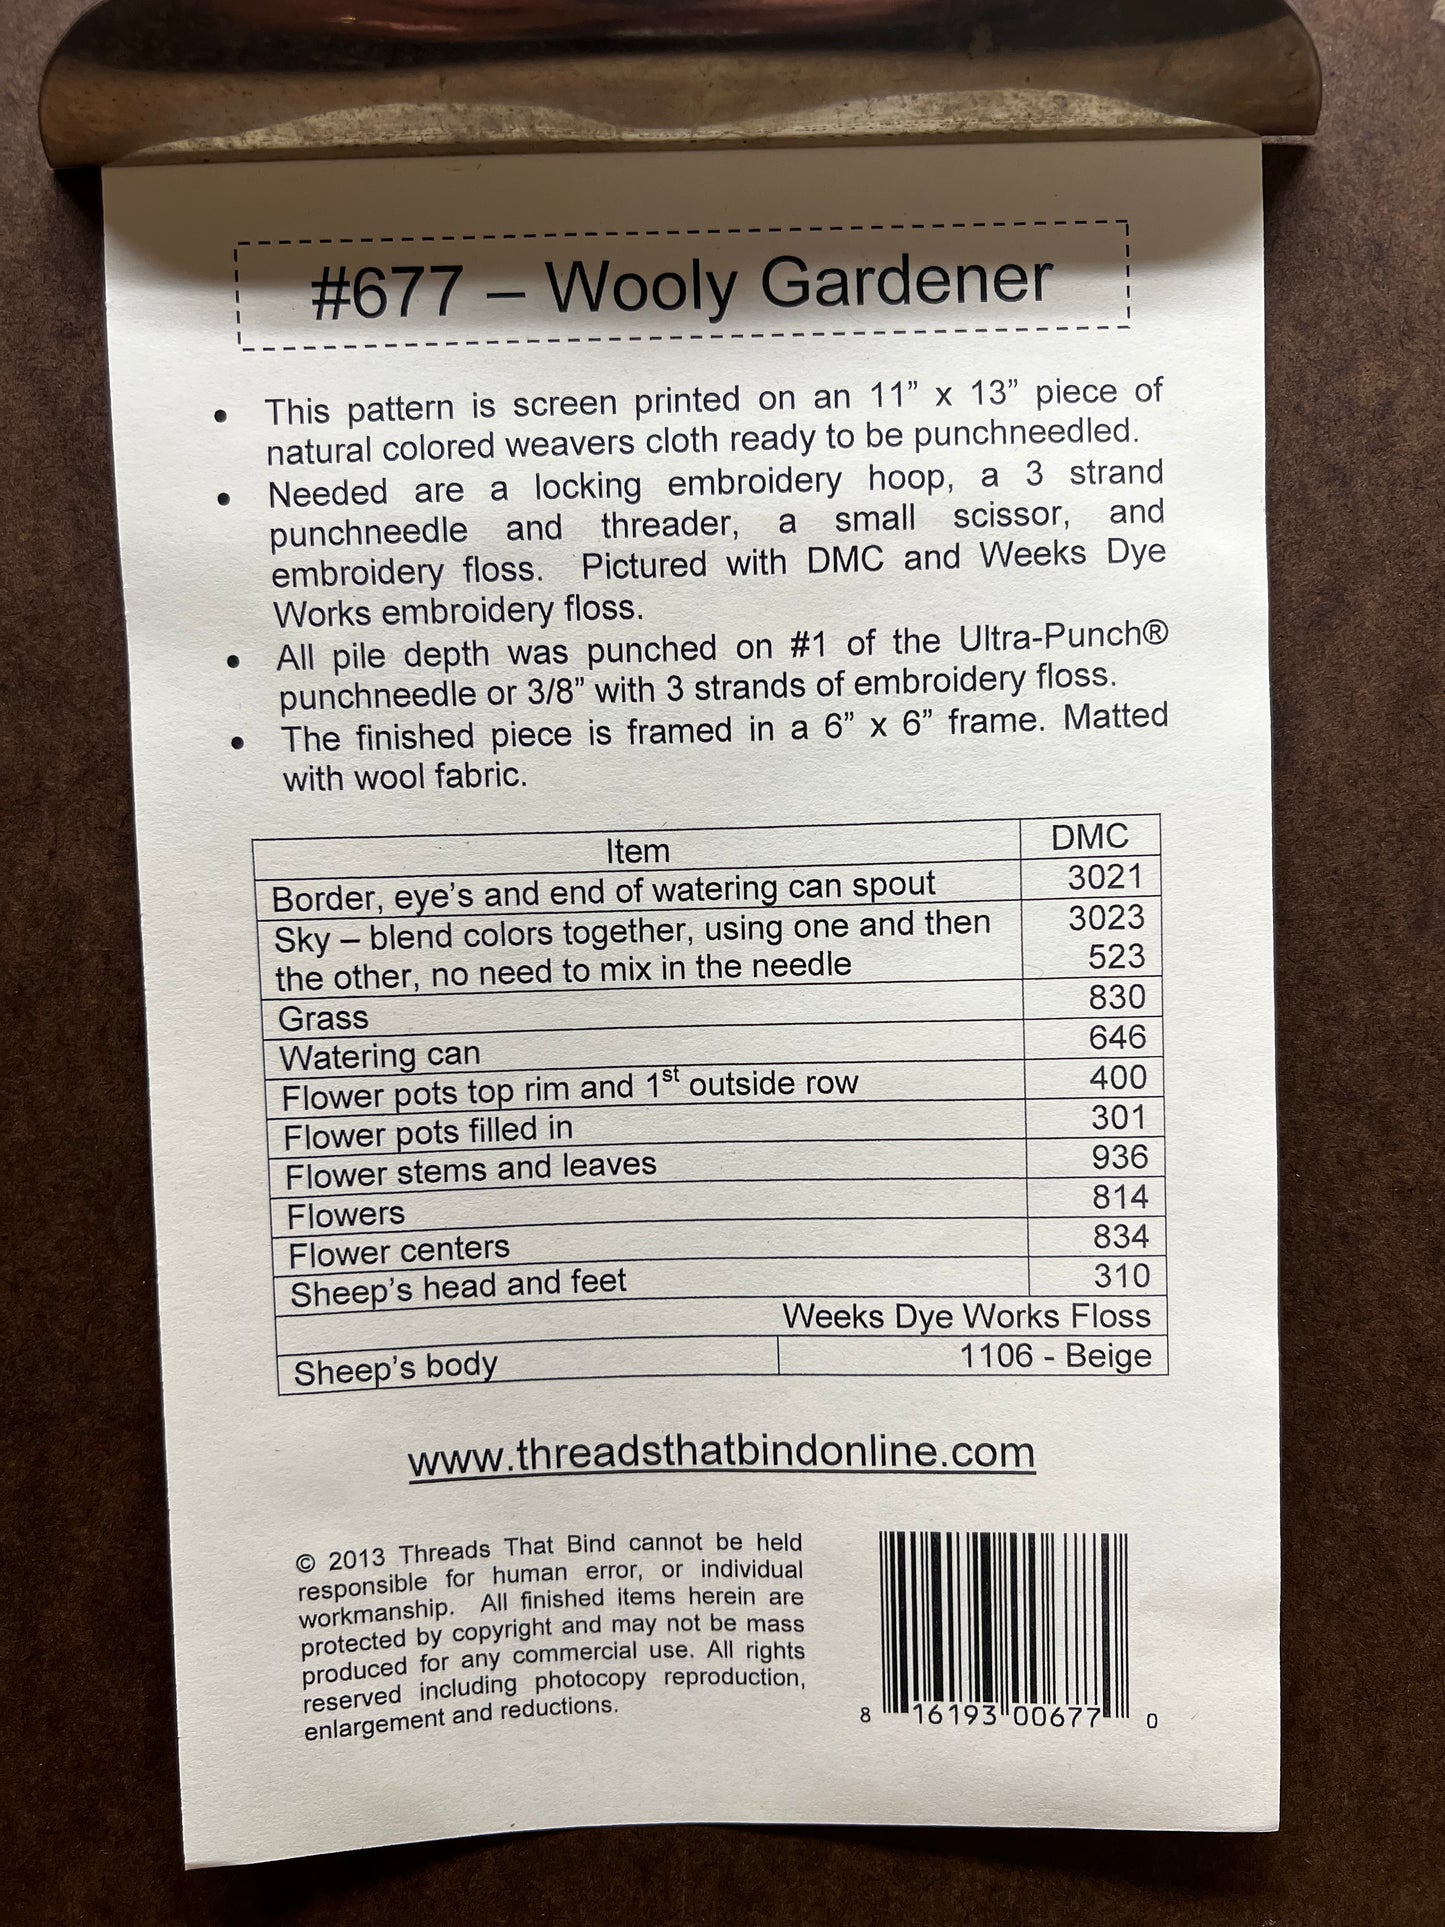 #677 – Wooly Gardener
• This pattern is screen printed on an 11” x 13” piece of
natural colored weavers cloth ready to be punchneedled.
• Needed are a locking embroidery hoop, a 3 strand
punchneedle and threader, a small scissor, and
embroidery floss. Pictured with DMC and Weeks Dye
Works embroidery floss.
• All pile depth was punched on #1 of the Ultra-Punch®
punchneedle or 3/8” with 3 strands of embroidery floss.
• The finished piece is framed in a 6” x 6” frame. Matted
with wool fabric.
Item DMC
Border, eye’s and end of watering can spout 3021
Sky – blend colors together, using one and then 3023
the other, no need to mix in the needle 523
Grass 830
Watering can 646
Flower pots top rim and 1st outside row 400
Flower pots filled in 301
Flower stems and leaves 936
Flowers 814
Flower centers 834
Sheep’s head and feet 310
Weeks Dye Works Floss
Sheep’s body 1106 - Beige
www.threadsthatbindonline.com
© 2013 Threads That Bind cannot be held
responsible for human error, or individual
workmanship. All finished items herein are
protected by copyright and may not be mass
produced for any commercial use. All rights
reserved including photocopy reproduction,
enlargement and reductions.
8 16193 00677 0